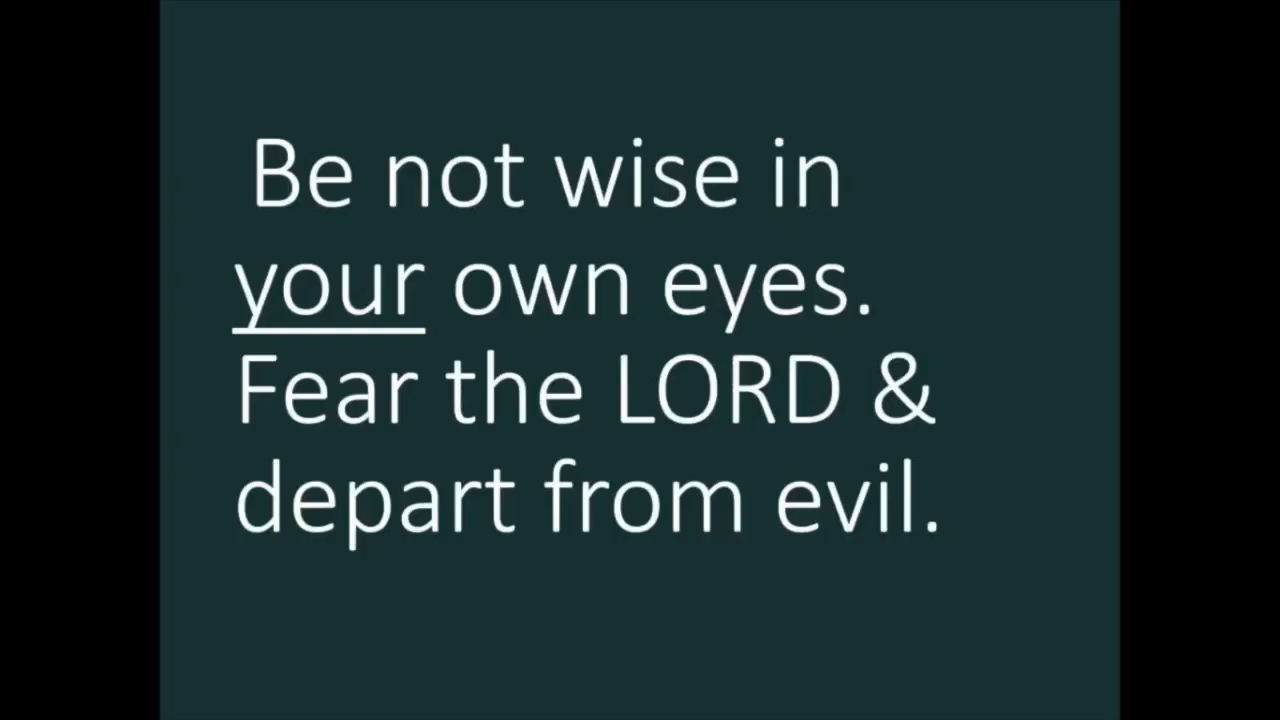 Be not wise in
your own eyes.
Fear the LORD &
depart from evil.